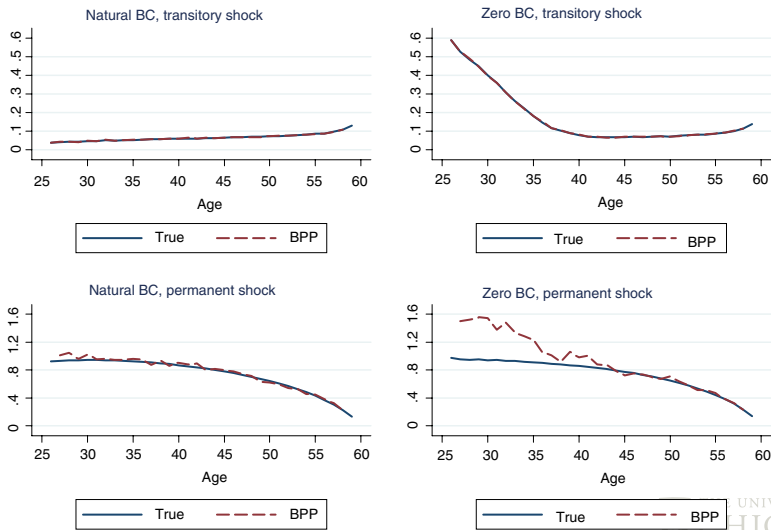 Natural BC, transitory shock
0 .1 .2 .3 .4 .5 .6
25 30 35 40 45 50 55 60
Age
True BPP
Zero BC, transitory shock
0 .1 .2 .3 .4 .5 .6
25 30 35 40 45 50 55 60
Age
True BPP
Natural BC, permanent shock
0 .4 .8 1.2 1.6
25 30 35 40 45 50 55 60
Age
True BPP
Zero BC, permanent shock
0 .4 .8 1.2 1.6
25 30 35 40 45 50 55 60
Age
True BPP